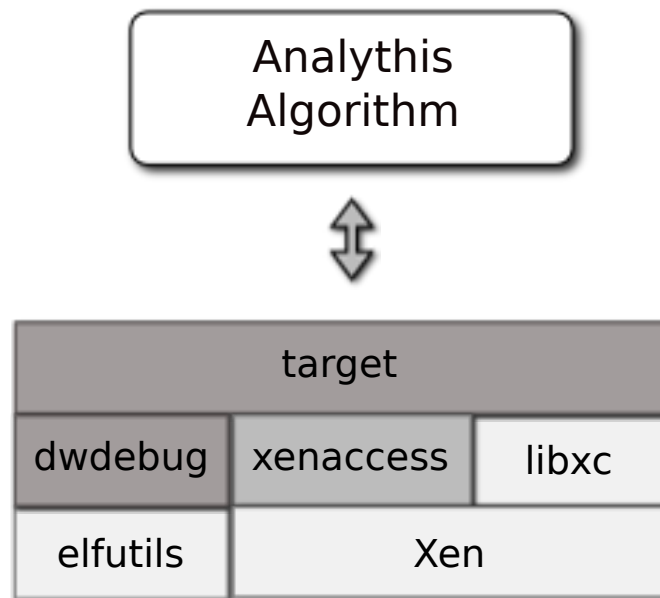 Analythis
Algorithm
target
dwdebug xenaccess libxc
elfutils Xen